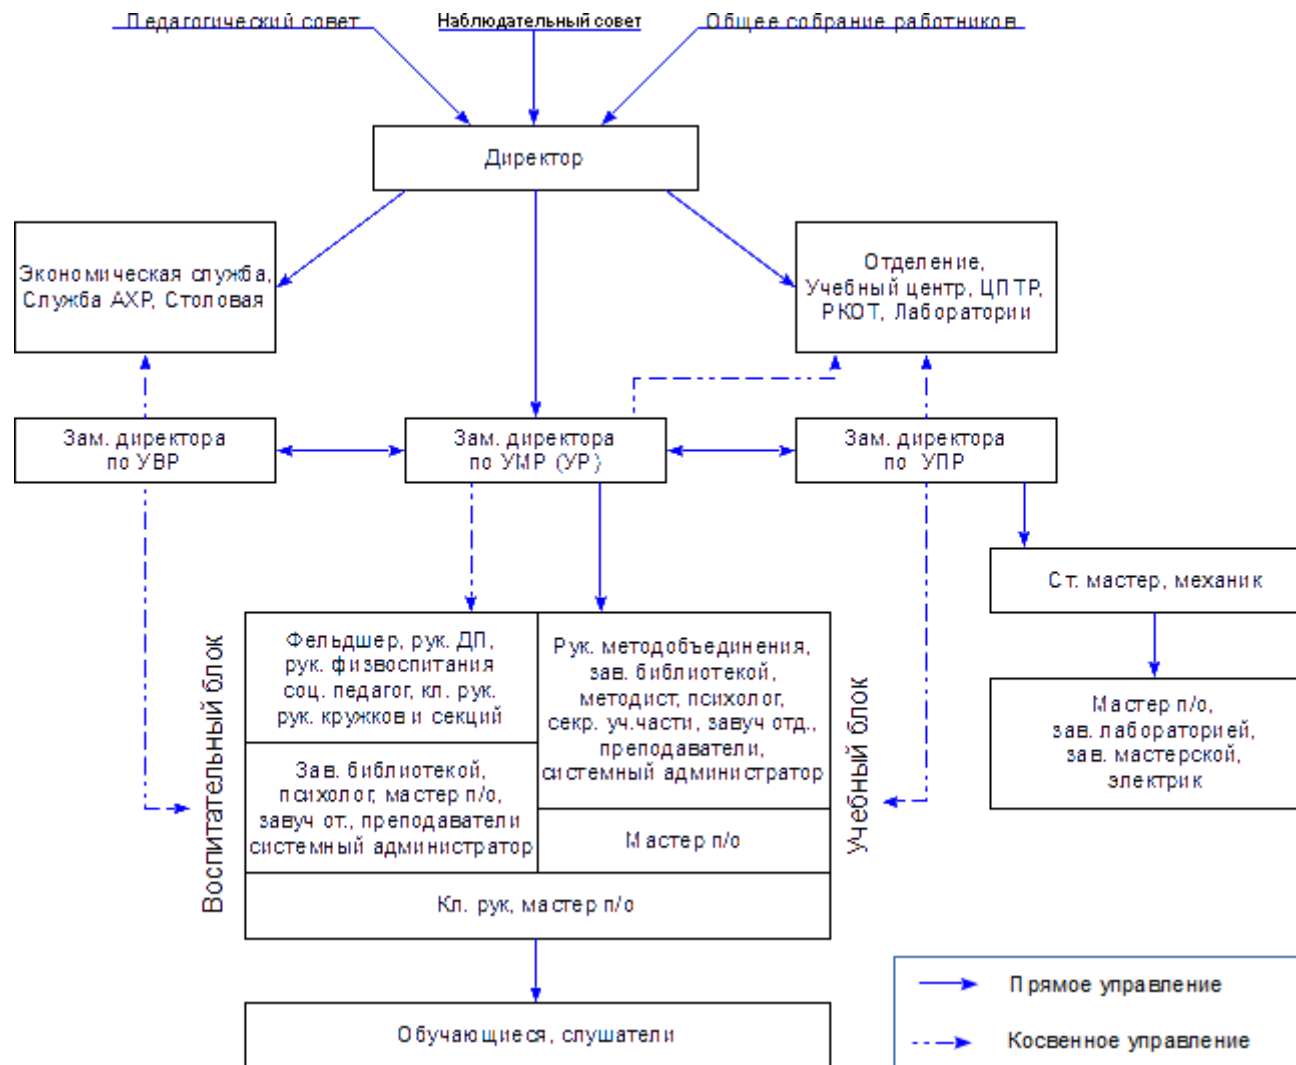 Педагогический совет
Наблюдательный совет
Общее собрание работников
Директор
Экономическая служба,
Служба АХР, Столовая
Отделение,
Учебный центр, ЦПТР,
РКОТ, Лаборатории
Зам. директора
по УВР
Зам. директора
по УМР (УР)
Зам. директора
по УПР
Ст. мастер, механик
Воспитательный блок
Фельдшер, рук. ДП,
рук. физвоспитания
соц. педагог, кл. рук.
рук. кружков и секций
Рук. методобъединения,
зав. библиотекой,
методист, психолог,
секр. уч.части, завуч отд.,
преподаватели,
системный администратор
Учебный блок
Мастер п/о,
зав. лабораторией,
зав. мастерской,
электрик
Зав. библиотекой,
психолог, мастер п/о,
завуч от., преподаватели
системный администратор
Мастер п/о
Кл. рук, мастер п/о
Обучающиеся, слушатели
Прямое управление
Косвенное управление